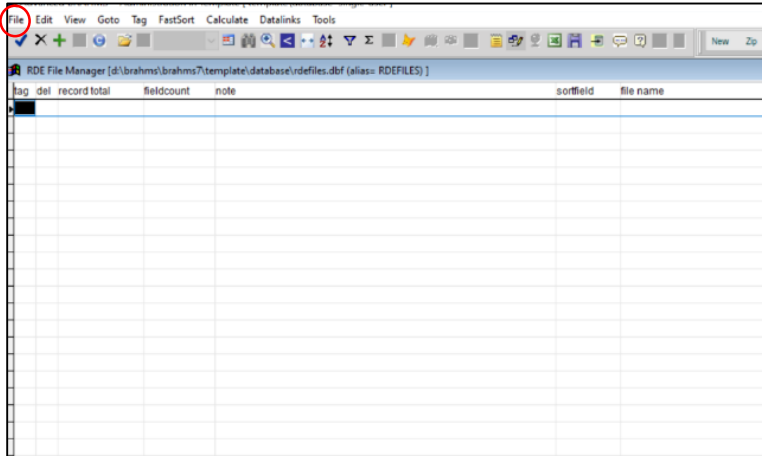 File Edit View Goto Tag FastSort Calculate Datalinks Tools
New Zip
RDE File Manager [d:\brahms\brahms7\template\database\rdefiles.dbf (alias= RDEFILES) ]
tag del record total fieldcount note sortfield file name